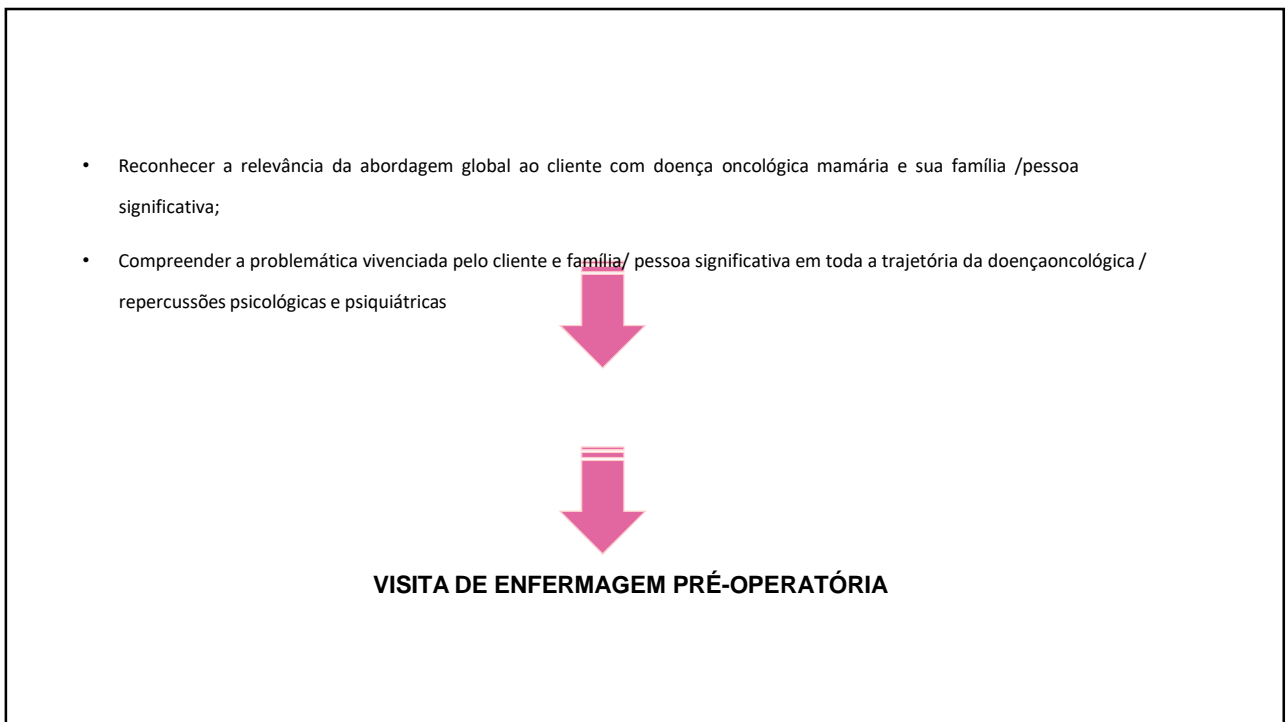 • Reconhecer a relevância da abordagem global ao cliente com doença oncológica mamária e sua família /pessoa
significativa;
• Compreender a problemática vivenciada pelo cliente e família/ pessoa significativa em toda a trajetória da doençaoncológica /
repercussões psicológicas e psiquiátricas
VISITA DE ENFERMAGEM PRÉ-OPERATÓRIA